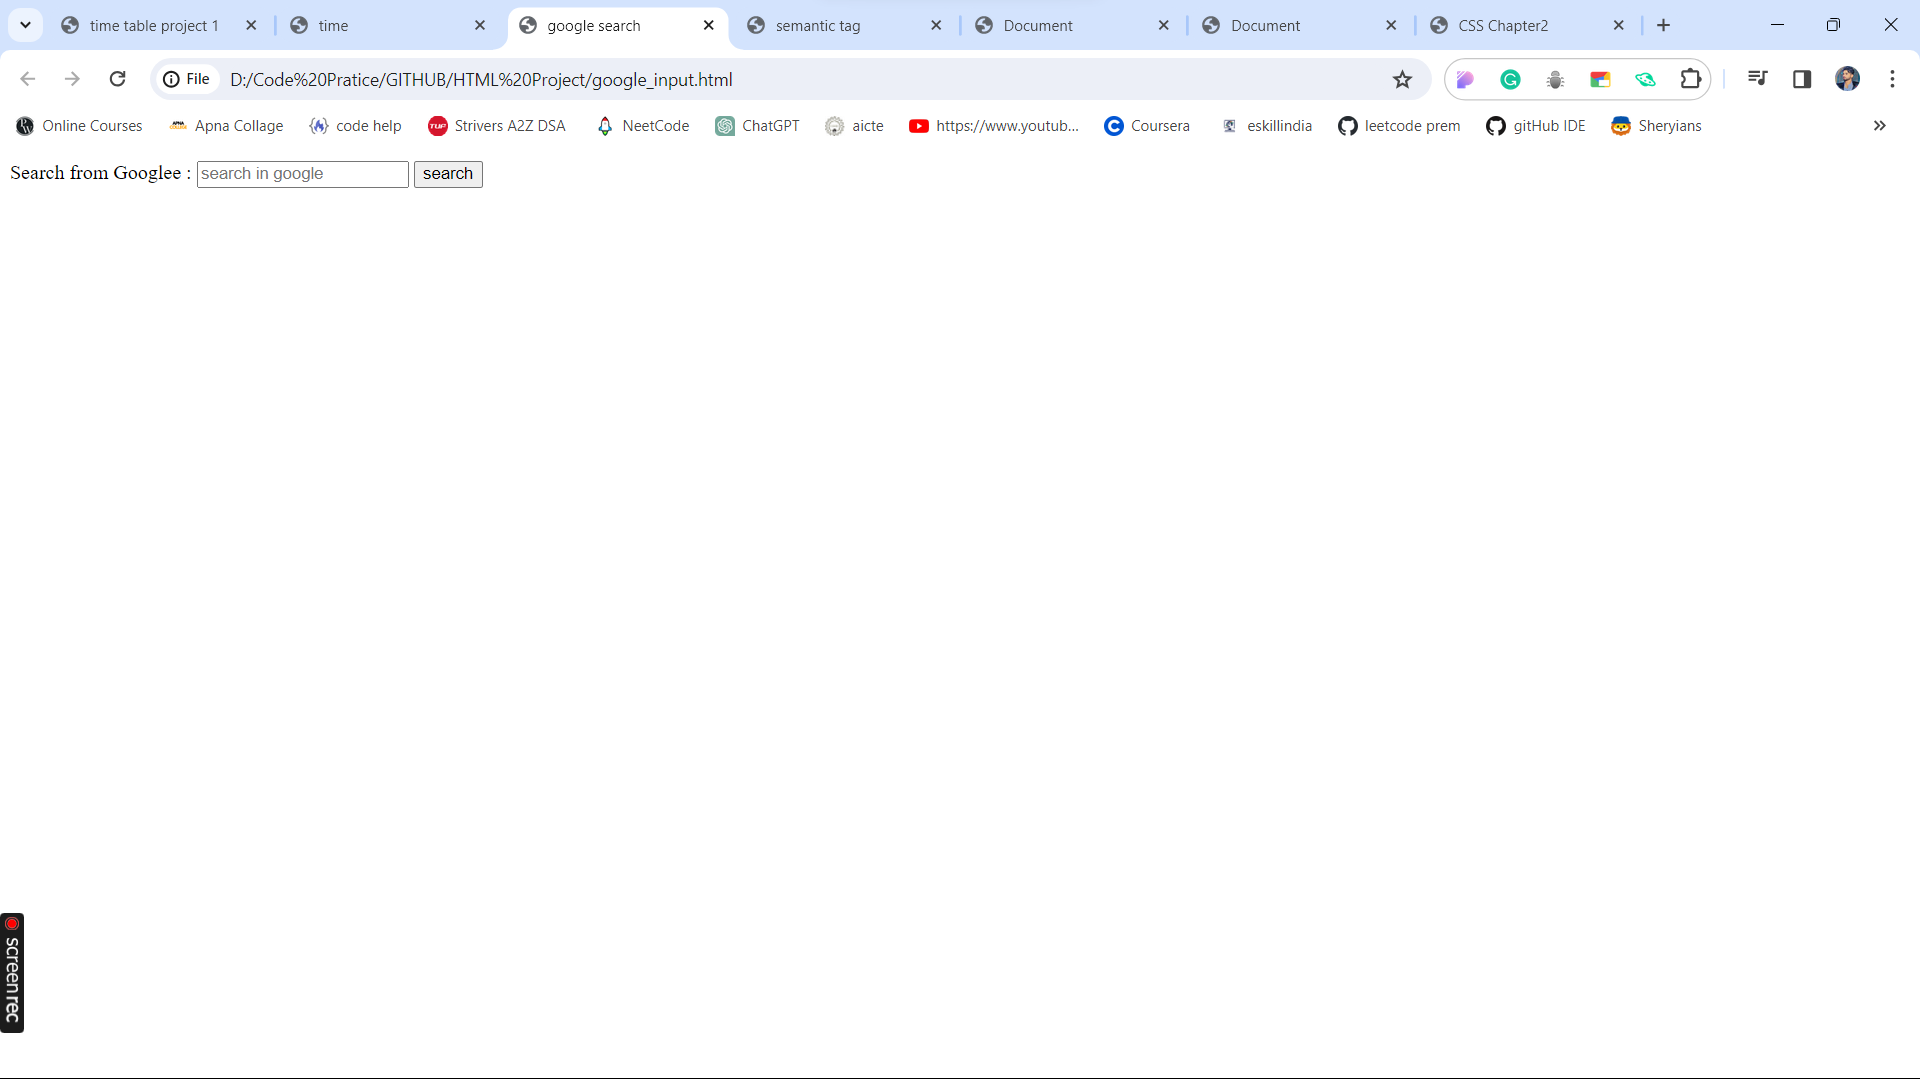 time table project 1 time google search semantic tag Document Document CSS Chapter2
File D:/Code%20Pratice/GITHUB/HTML%20Project/google_input.html
Online Courses Apna Collage code help TUF Strivers A2Z DSA NeetCode ChatGPT aicte https://www.youtub... Coursera eskillindia leetcode prem gitHub IDE Sheryians
Search from Googlee : search in google search
screenrec